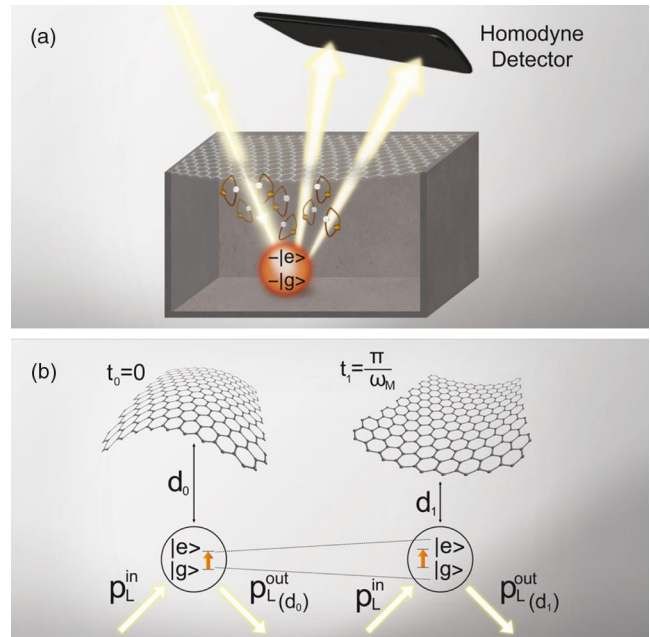 (a)
Homodyne
Detector
–|e>
–|g>
(b)
t₀=0
t₁=π/ω_M
d₀
d₁
|e>
|g>
|e>
|g>
p_L^in
p_L^out (d₀)
p_L^in
p_L^out (d₁)